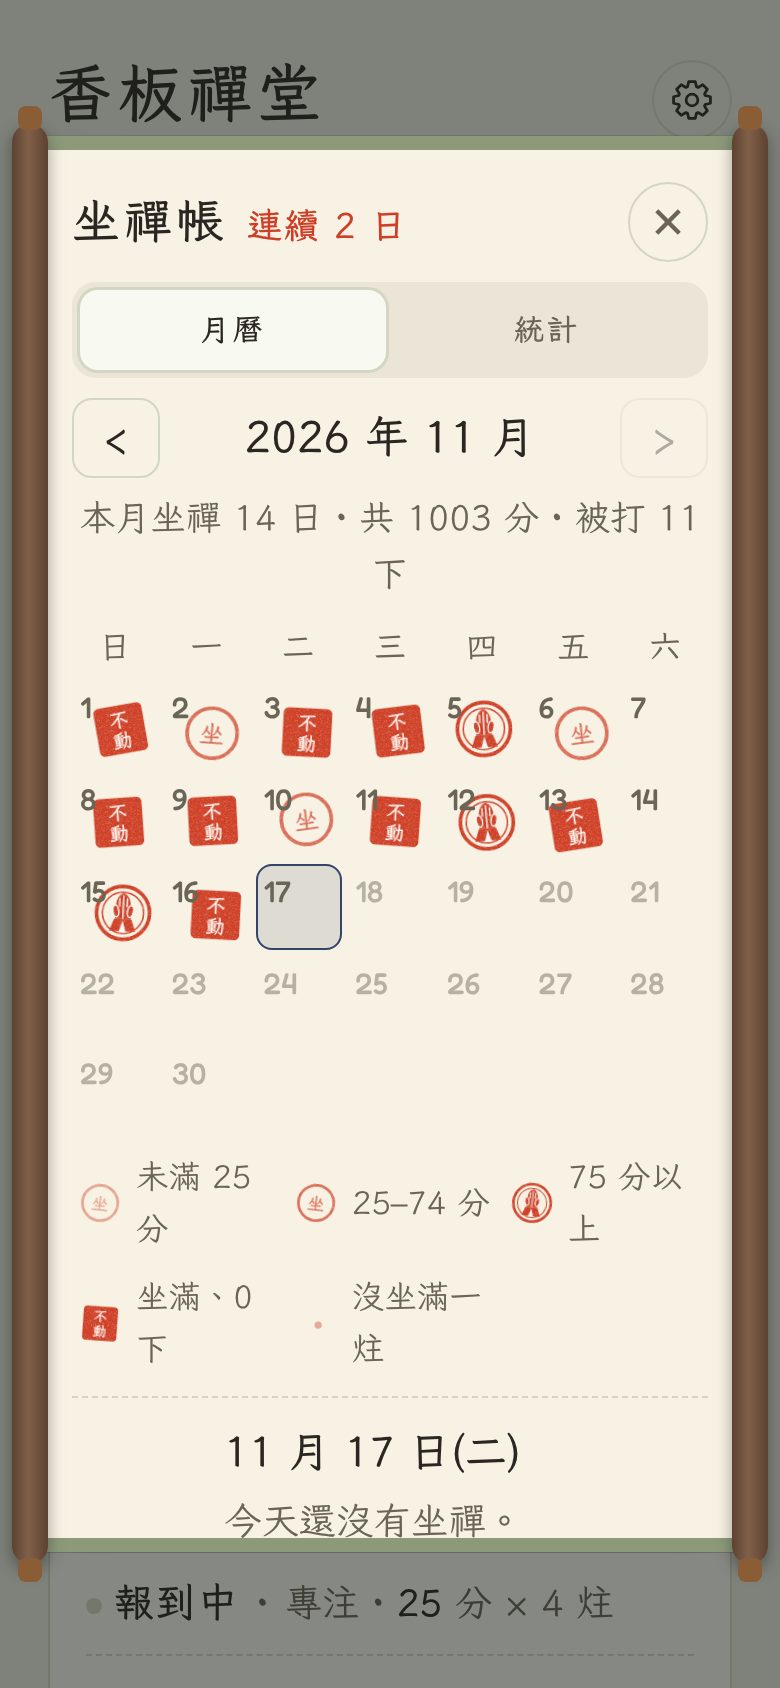 香板禪堂
坐禪帳 連續 2 日
月曆 統計
< 2026 年 11 月 >
本月坐禪 14 日・共 1003 分・被打 11
下
日 一 二 三 四 五 六
1 不動 2 坐 3 不動 4 不動 5 6 坐 7
8 不動 9 不動 10 坐 11 不動 12 13 不動 14
15 16 不動 17 18 19 20 21
22 23 24 25 26 27 28
29 30
坐 未滿 25 分 坐 25–74 分 75 分以上
不動 坐滿、0 下 沒坐滿一炷
11 月 17 日(二)
今天還沒有坐禪。
報到中 · 專注 · 25 分 × 4 炷